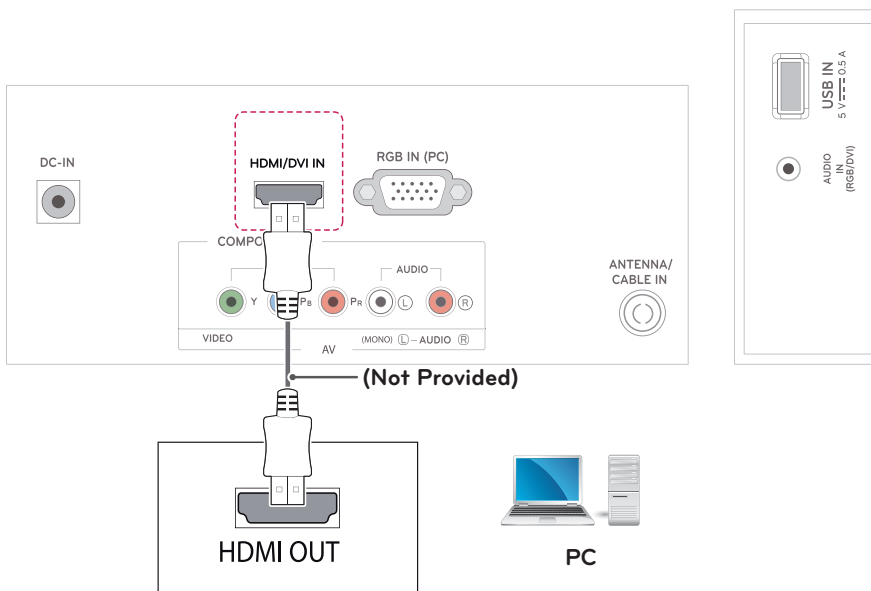 DC-IN
HDMI/DVI IN
RGB IN (PC)
COMPO
AUDIO
Y
PB
PR
L
R
VIDEO
AV
(MONO) L – AUDIO R
ANTENNA/
CABLE IN
USB IN
5 V 0.5 A
AUDIO
IN
(RGB/DVI)
(Not Provided)
HDMI OUT
PC